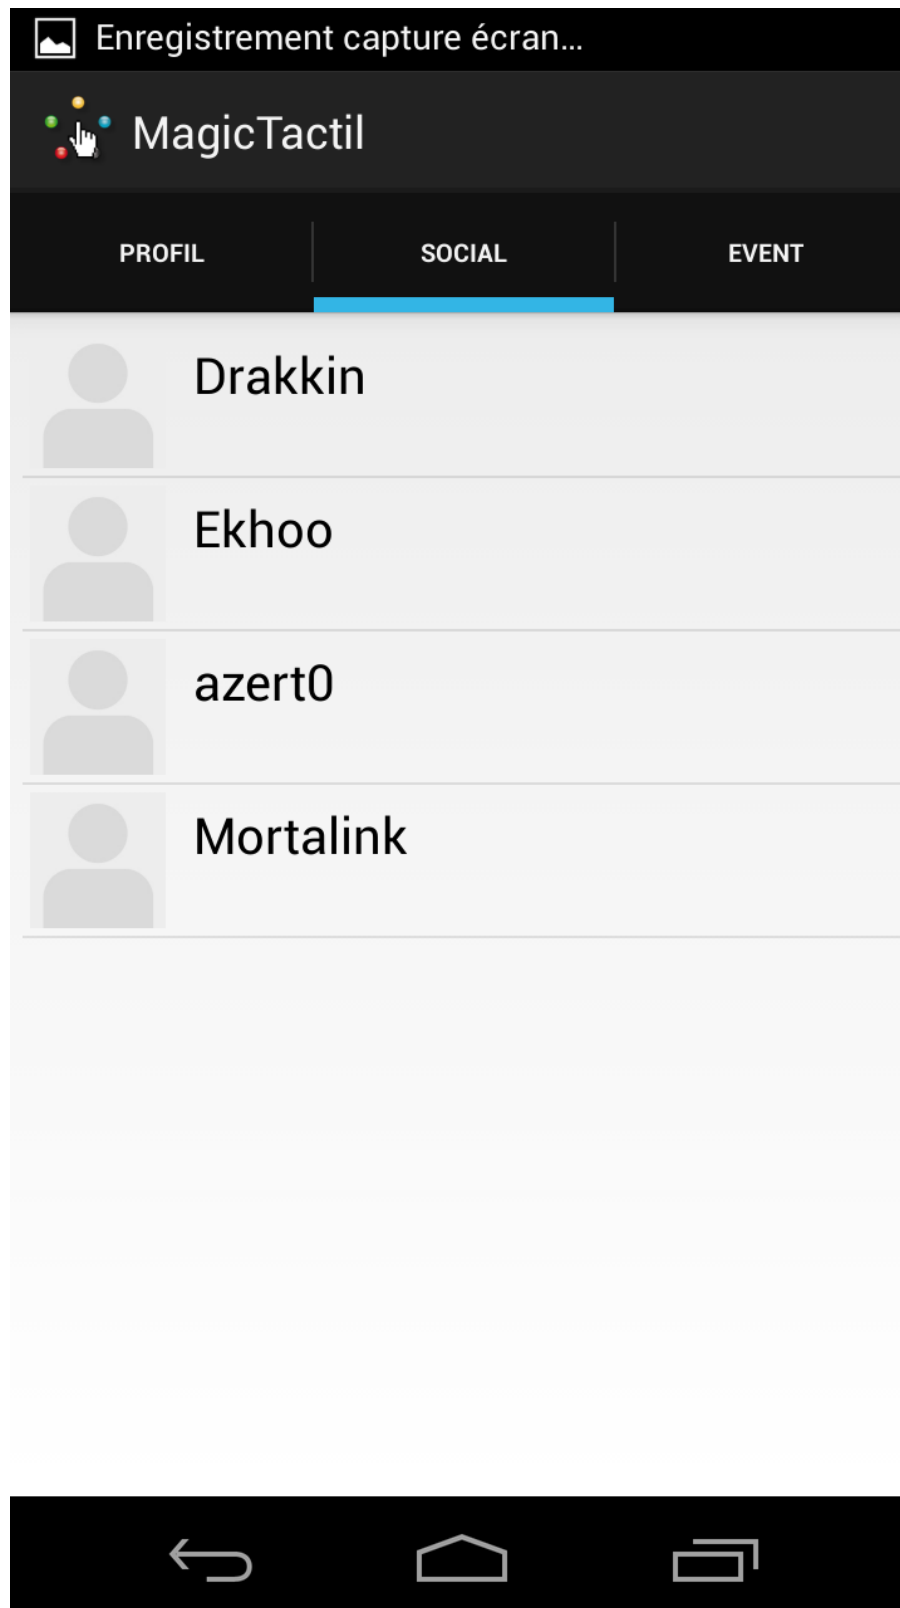 Enregistrement capture écran...
MagicTactil
PROFIL SOCIAL EVENT
Drakkin
Ekhoo
azert0
Mortalink